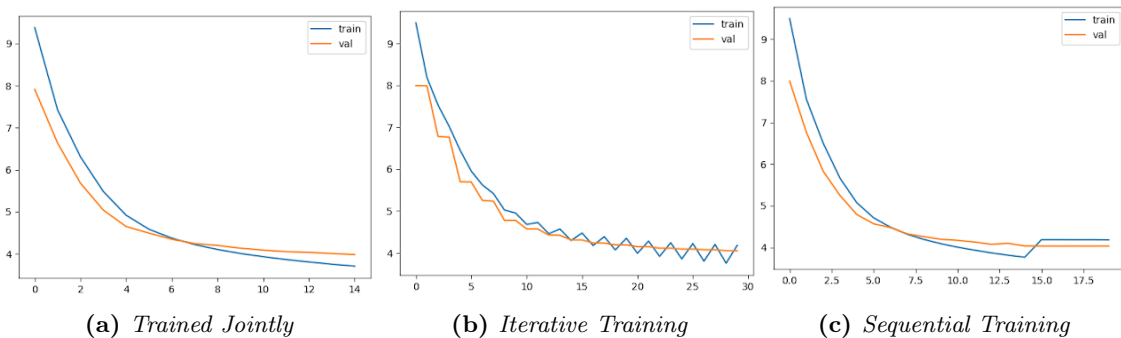 train
val
9
8
7
6
5
4
0 2 4 6 8 10 12 14
(a) Trained Jointly
train
val
9
8
7
6
5
4
0 5 10 15 20 25 30
(b) Iterative Training
train
val
9
8
7
6
5
4
0.0 2.5 5.0 7.5 10.0 12.5 15.0 17.5
(c) Sequential Training